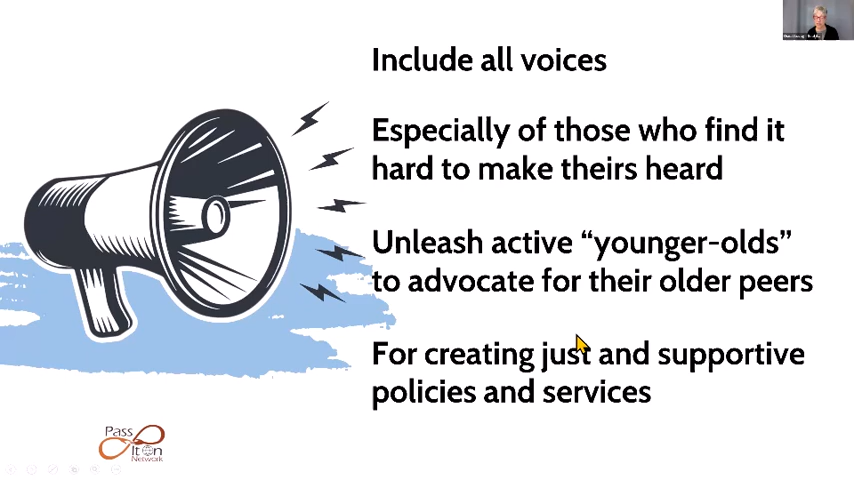 Include all voices
Especially of those who find it
hard to make theirs heard
Unleash active “younger-olds”
to advocate for their older peers
For creating just and supportive
policies and services
Pass
It On
Network